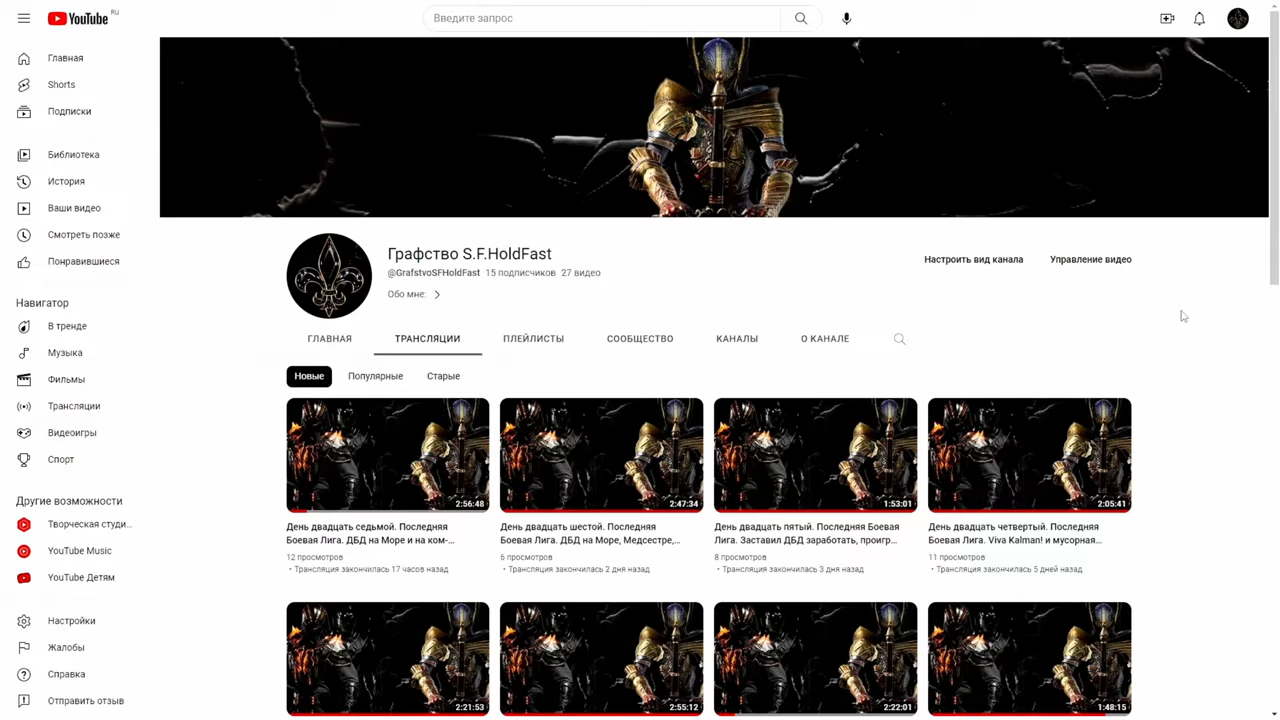 YouTube RU
Введите запрос
Главная
Shorts
Подписки
Библиотека
История
Ваши видео
Смотреть позже
Понравившиеся
Навигатор
В тренде
Музыка
Фильмы
Трансляции
Видеоигры
Спорт
Другие возможности
Творческая студи...
YouTube Music
YouTube Детям
Настройки
Жалобы
Справка
Отправить отзыв
Графство S.F.HoldFast
@GrafstvoSFHoldFast 15 подписчиков 27 видео
Обо мне:
Настроить вид канала
Управление видео
ГЛАВНАЯ ТРАНСЛЯЦИИ ПЛЕЙЛИСТЫ СООБЩЕСТВО КАНАЛЫ О КАНАЛЕ
Новые Популярные Старые
2:56:48
День двадцать седьмой. Последняя
Боевая Лига. ДБД на Море и на ком-...
12 просмотров
• Трансляция закончилась 17 часов назад
2:47:34
День двадцать шестой. Последняя
Боевая Лига. ДБД на Море, Медсестре,...
6 просмотров
• Трансляция закончилась 2 дня назад
1:53:01
День двадцать пятый. Последняя Боевая
Лига. Заставил ДБД заработать, проигр...
8 просмотров
• Трансляция закончилась 3 дня назад
2:05:41
День двадцать четвертый. Последняя
Боевая Лига. Viva Kalman! и мусорная...
11 просмотров
• Трансляция закончилась 5 дней назад
2:21:53
2:55:12
2:22:01
1:48:15